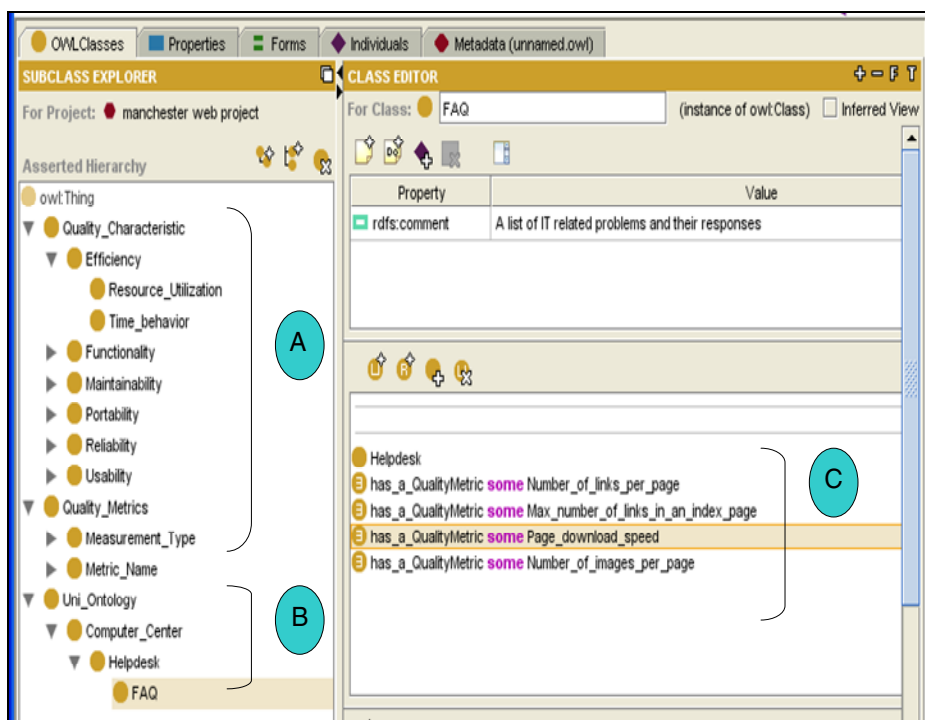 OWLClasses Properties Forms Individuals Metadata (unnamed.owl)
SUBCLASS EXPLORER
For Project: manchester web project
Asserted Hierarchy
owl:Thing
Quality_Characteristic
Efficiency
Resource_Utilization
Time_behavior
Functionality
Maintainability
Portability
Reliability
Usability
Quality_Metrics
Measurement_Type
Metric_Name
Uni_Ontology
Computer_Center
Helpdesk
FAQ
A
B
CLASS EDITOR
F T
For Class: FAQ (instance of owl:Class) Inferred View
Property Value
rdfs:comment A list of IT related problems and their responses
Helpdesk
has_a_QualityMetric some Number_of_links_per_page
has_a_QualityMetric some Max_number_of_links_in_an_index_page
has_a_QualityMetric some Page_download_speed
has_a_QualityMetric some Number_of_images_per_page
C